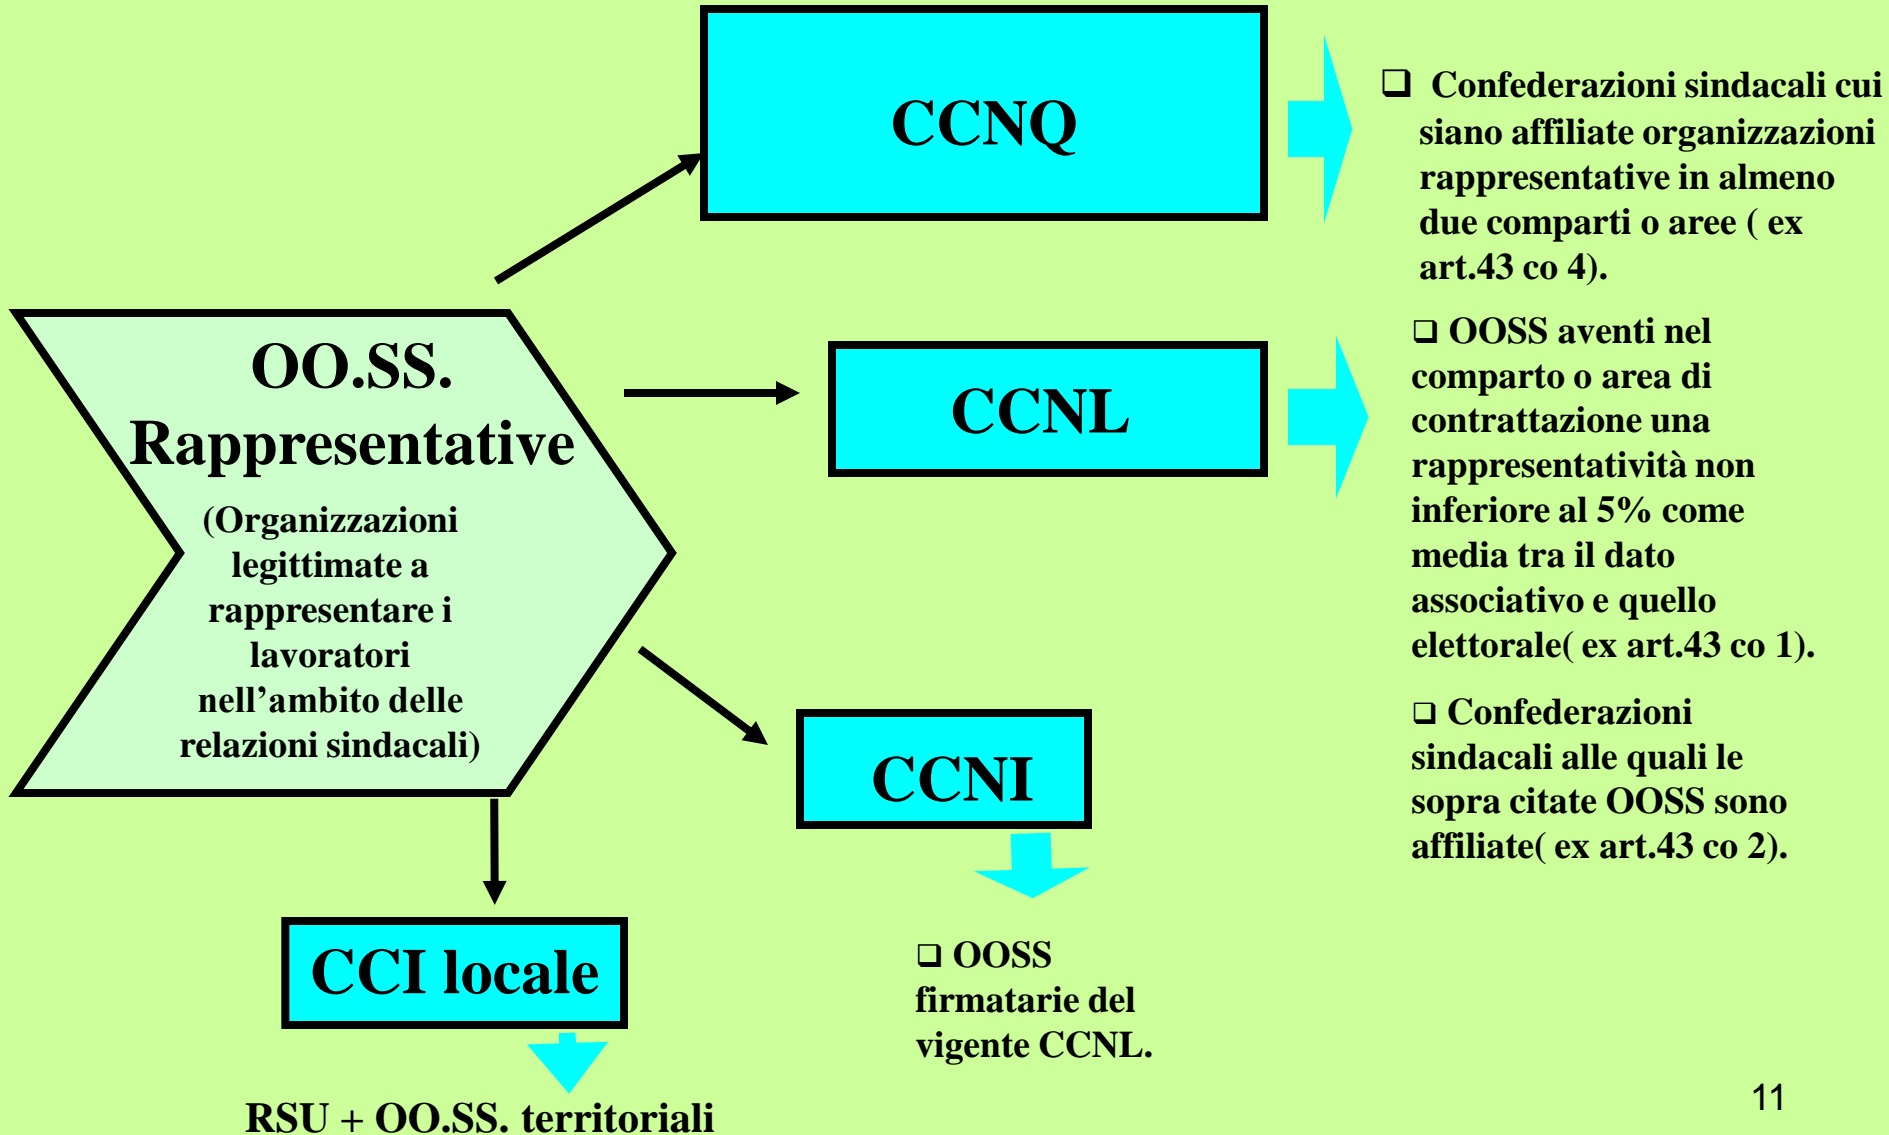 CCNQ
❑ Confederazioni sindacali cui
siano affiliate organizzazioni
rappresentative in almeno
due comparti o aree ( ex
art.43 co 4).
OO.SS.
Rappresentative
(Organizzazioni
legittimate a
rappresentare i
lavoratori
nell’ambito delle
relazioni sindacali)
CCNL
❑ OOSS aventi nel
comparto o area di
contrattazione una
rappresentatività non
inferiore al 5% come
media tra il dato
associativo e quello
elettorale( ex art.43 co 1).
❑ Confederazioni
sindacali alle quali le
sopra citate OOSS sono
affiliate( ex art.43 co 2).
CCNI
❑ OOSS
firmatarie del
vigente CCNL.
CCI locale
RSU + OO.SS. territoriali
11